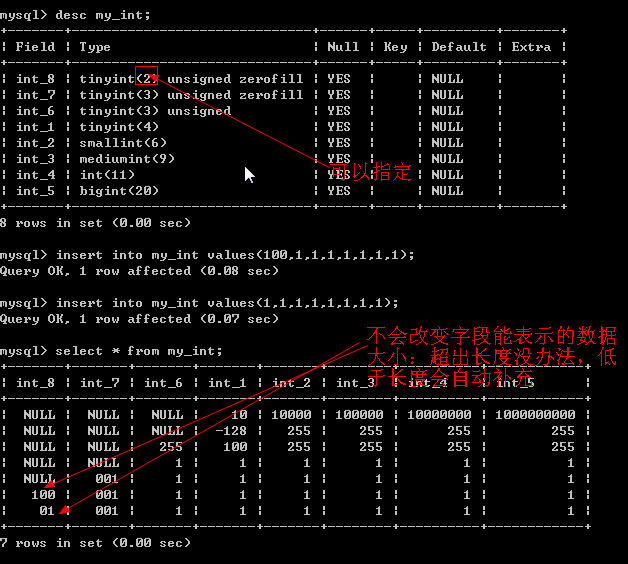 mysql> desc my_int;
+-------+------------------------------+------+-----+---------+-------+
| Field | Type                         | Null | Key | Default | Extra |
+-------+------------------------------+------+-----+---------+-------+
| int_8 | tinyint(2) unsigned zerofill | YES  |     | NULL    |       |
| int_7 | tinyint(3) unsigned zerofill | YES  |     | NULL    |       |
| int_6 | tinyint(3) unsigned          | YES  |     | NULL    |       |
| int_1 | tinyint(4)                   | YES  |     | NULL    |       |
| int_2 | smallint(6)                  | YES  |     | NULL    |       |
| int_3 | mediumint(9)                 | YES  |     | NULL    |       |
可以指定
| int_4 | int(11)                      | YES  |     | NULL    |       |
| int_5 | bigint(20)                   | YES  |     | NULL    |       |
+-------+------------------------------+------+-----+---------+-------+
8 rows in set (0.00 sec)
mysql> insert into my_int values(100,1,1,1,1,1,1,1);
Query OK, 1 row affected (0.08 sec)
mysql> insert into my_int values(1,1,1,1,1,1,1,1);
Query OK, 1 row affected (0.07 sec)
不会改变字段能表示的数据
大小：超出长度没办法，低
于长度会自动补充
mysql> select * from my_int;
+-------+-------+-------+-------+-------+--------+----------+------------+
| int_8 | int_7 | int_6 | int_1 | int_2 | int_3  | int_4    | int_5      |
+-------+-------+-------+-------+-------+--------+----------+------------+
|  NULL |  NULL |  NULL |    10 | 10000 | 100000 | 10000000 | 1000000000 |
|  NULL |  NULL |  NULL |  -128 |   255 |    255 |      255 |        255 |
|  NULL |  NULL |   255 |   100 |   255 |    255 |      255 |        255 |
|  NULL |  NULL |     1 |     1 |     1 |      1 |        1 |          1 |
|  NULL |   001 |     1 |     1 |     1 |      1 |        1 |          1 |
|   100 |   001 |     1 |     1 |     1 |      1 |        1 |          1 |
|    01 |   001 |     1 |     1 |     1 |      1 |        1 |          1 |
+-------+-------+-------+-------+-------+--------+----------+------------+
7 rows in set (0.00 sec)